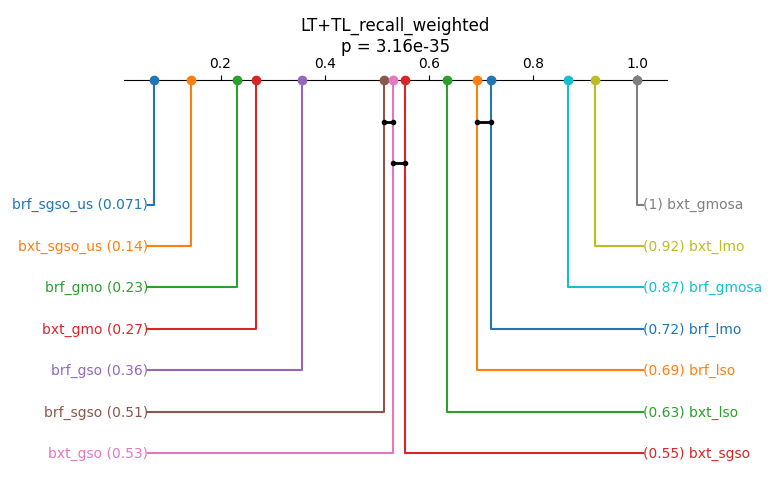 LT+TL_recall_weighted
p = 3.16e-35
0.2 0.4 0.6 0.8 1.0
brf_sgso_us (0.071) (1) bxt_gmosa
bxt_sgso_us (0.14) (0.92) bxt_lmo
brf_gmo (0.23) (0.87) brf_gmosa
bxt_gmo (0.27) (0.72) brf_lmo
brf_gso (0.36) (0.69) brf_lso
brf_sgso (0.51) (0.63) bxt_lso
bxt_gso (0.53) (0.55) bxt_sgso